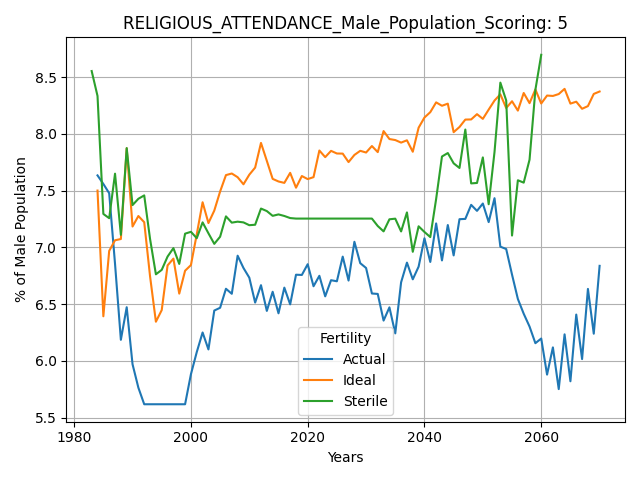 RELIGIOUS_ATTENDANCE_Male_Population_Scoring: 5
% of Male Population
8.5
8.0
7.5
7.0
6.5
6.0
5.5
Fertility
Actual
Ideal
Sterile
1980
2000
2020
2040
2060
Years